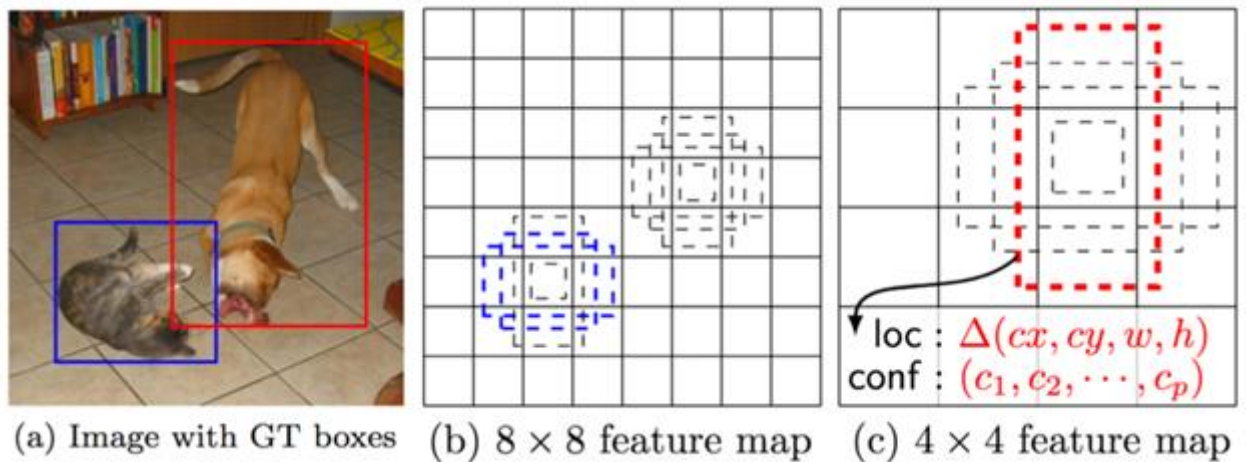 loc : Δ(cx, cy, w, h)
conf : (c₁, c₂, ⋯, cₚ)
(a) Image with GT boxes
(b) 8 × 8 feature map
(c) 4 × 4 feature map